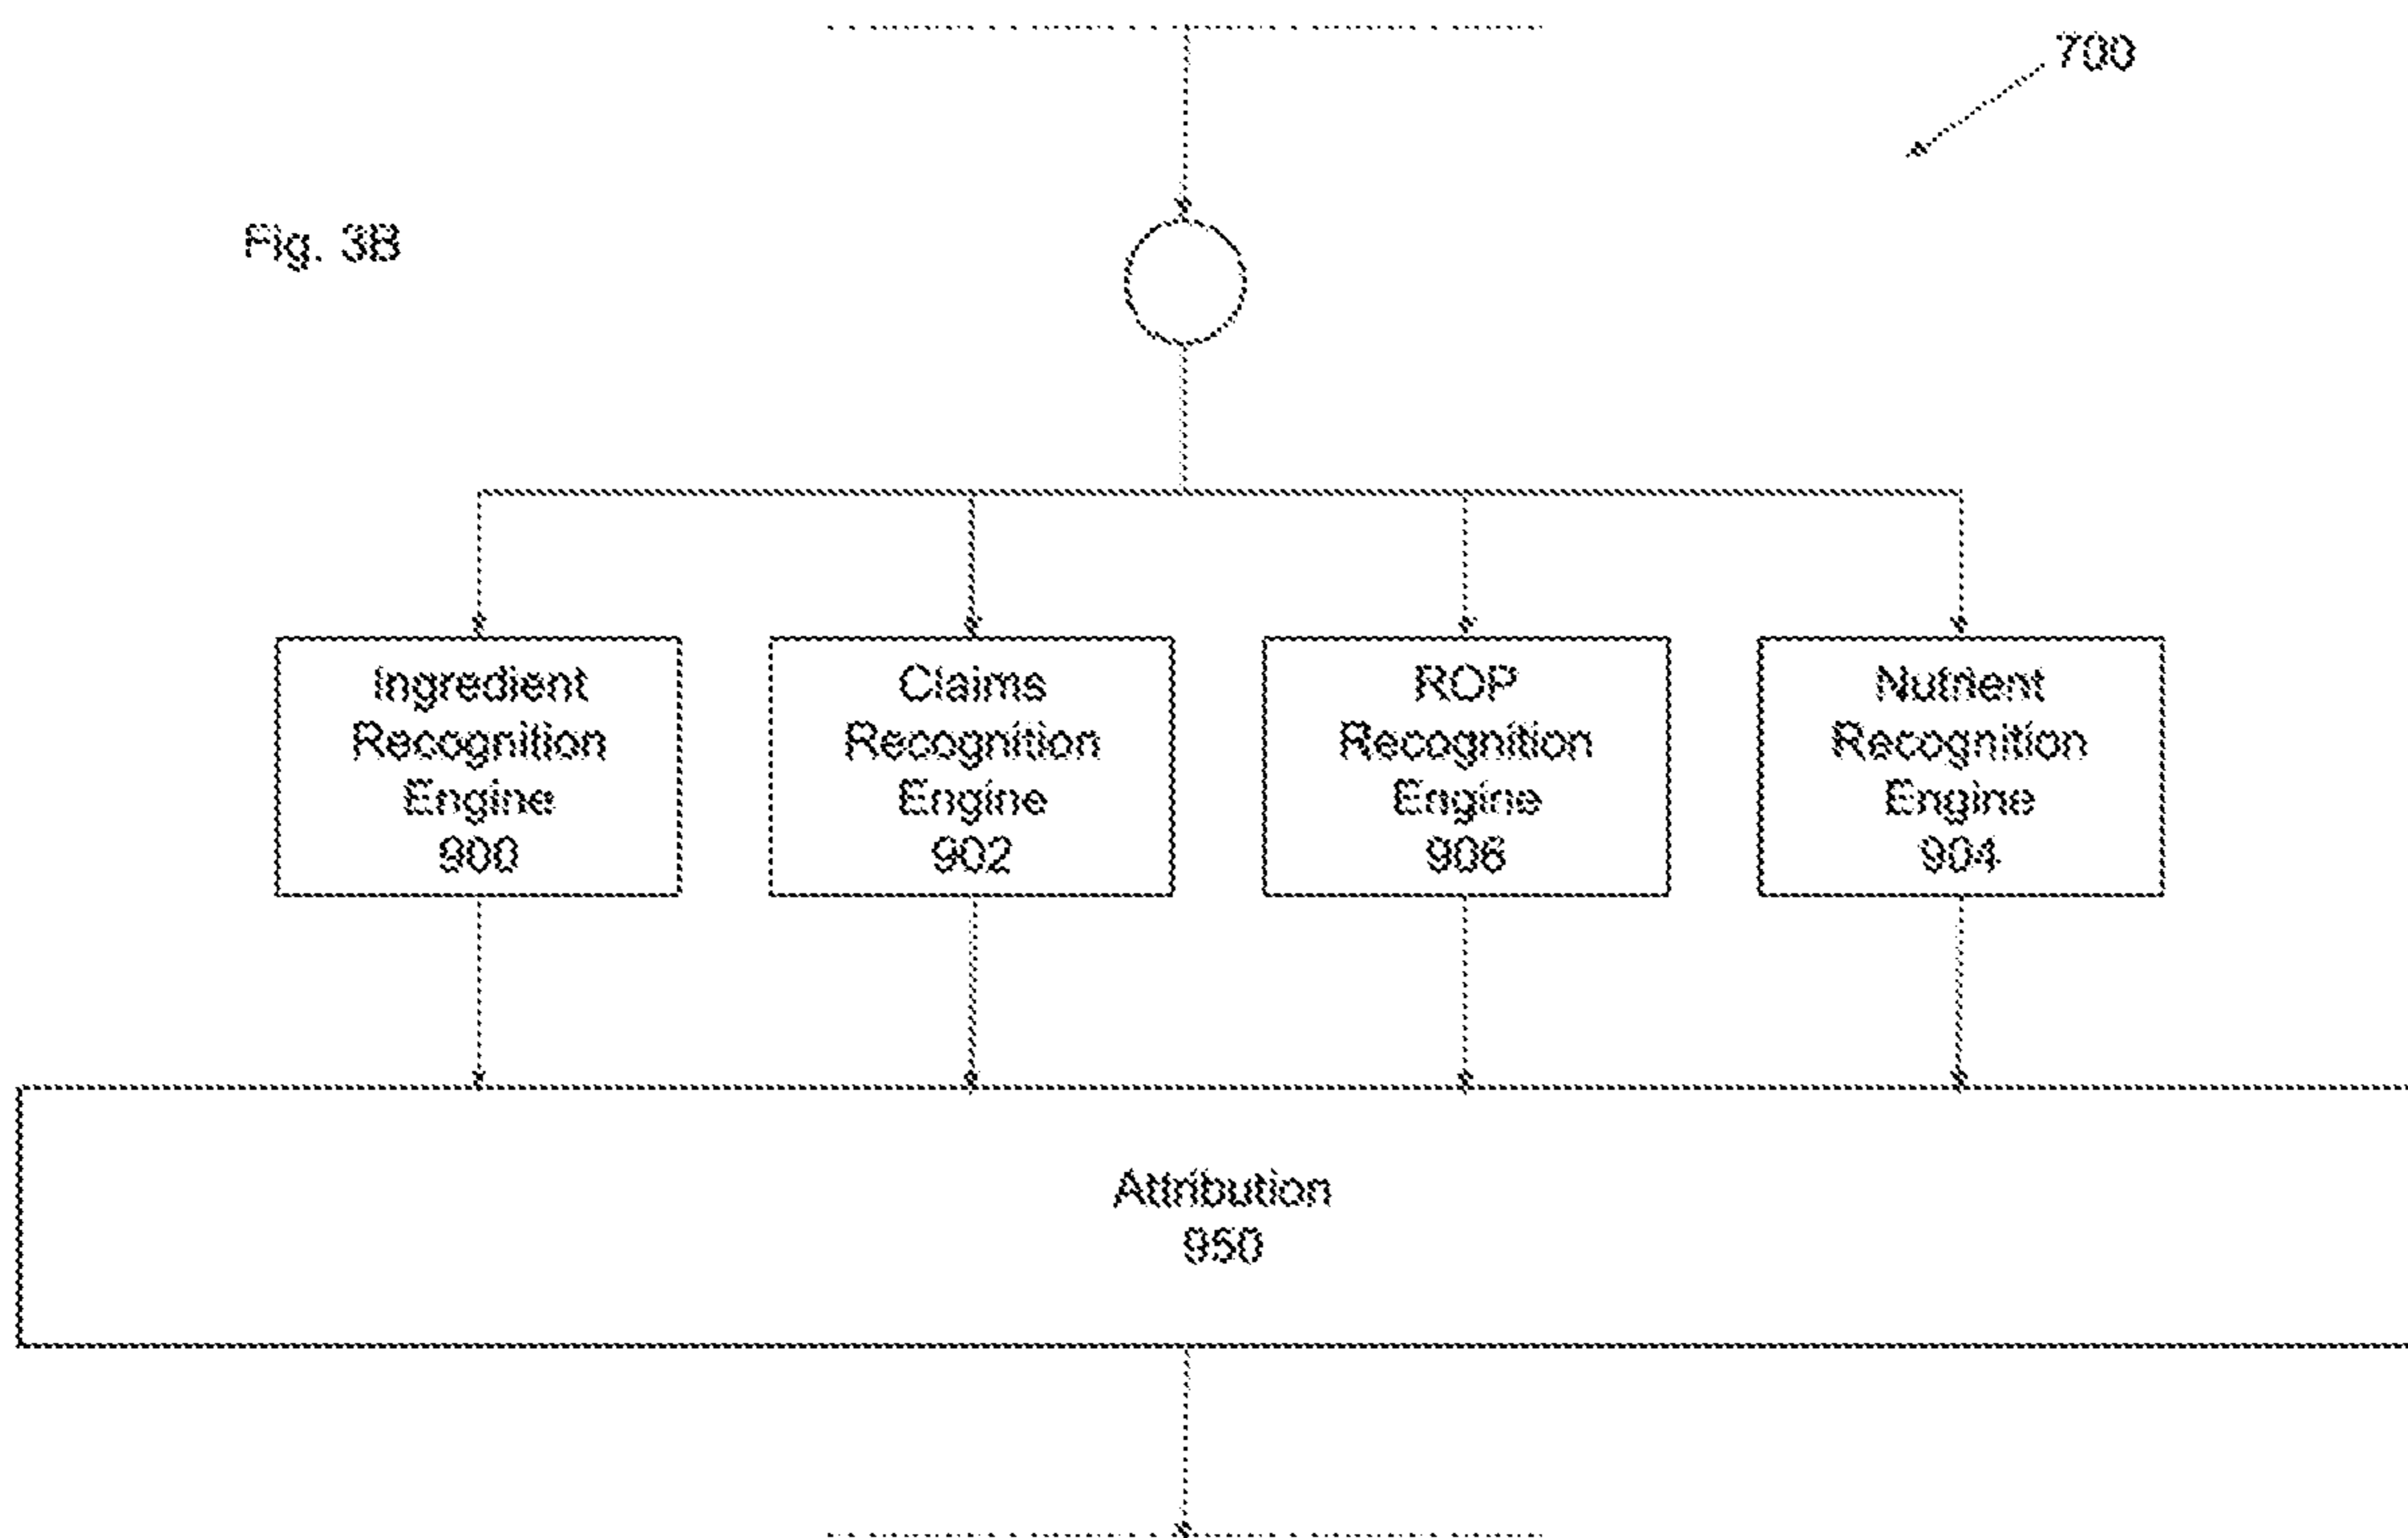 700
Fig. 3B
Ingredient
Recognition
Engine
900
Claims
Recognition
Engine
902
ROP
Recognition
Engine
906
Nutrient
Recognition
Engine
904
Attribution
950